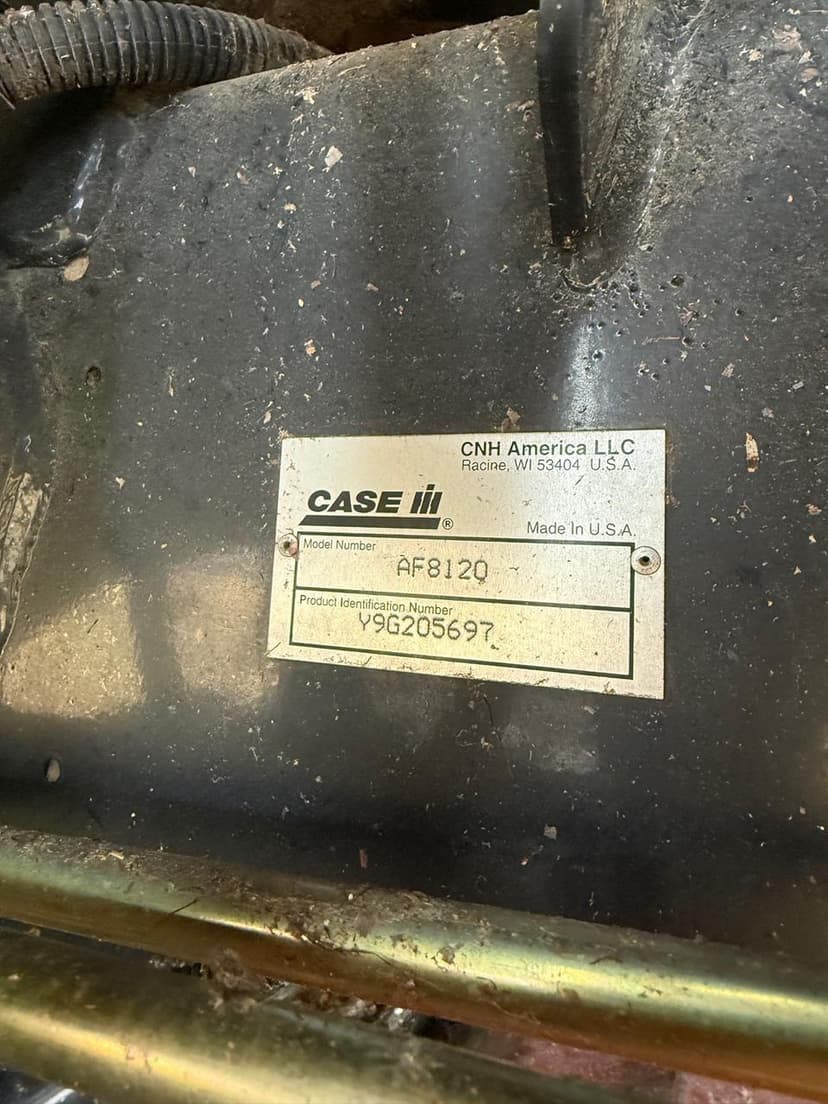 CNH America LLC
Racine, WI 53404 U.S.A.
CASE IH®
Made In U.S.A.
Model Number
AF8120
Product Identification Number
Y9G205697